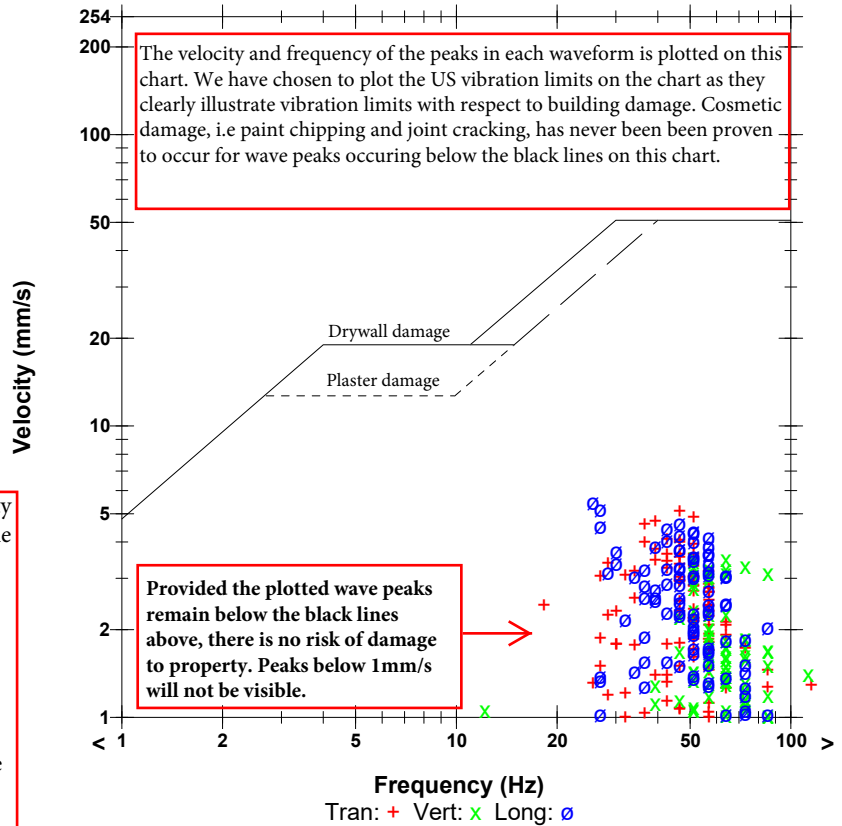 254
200
The velocity and frequency of the peaks in each waveform is plotted on this
chart. We have chosen to plot the US vibration limits on the chart as they
clearly illustrate vibration limits with respect to building damage. Cosmetic
damage, i.e paint chipping and joint cracking, has never been been proven
to occur for wave peaks occuring below the black lines on this chart.
100
50
Velocity (mm/s)
Drywall damage
20
Plaster damage
10
5
Provided the plotted wave peaks
remain below the black lines
above, there is no risk of damage
to property. Peaks below 1mm/s
will not be visible.
2
1
< 1 2 5 10 20 50 100 >
Frequency (Hz)
Tran: + Vert: x Long: ø